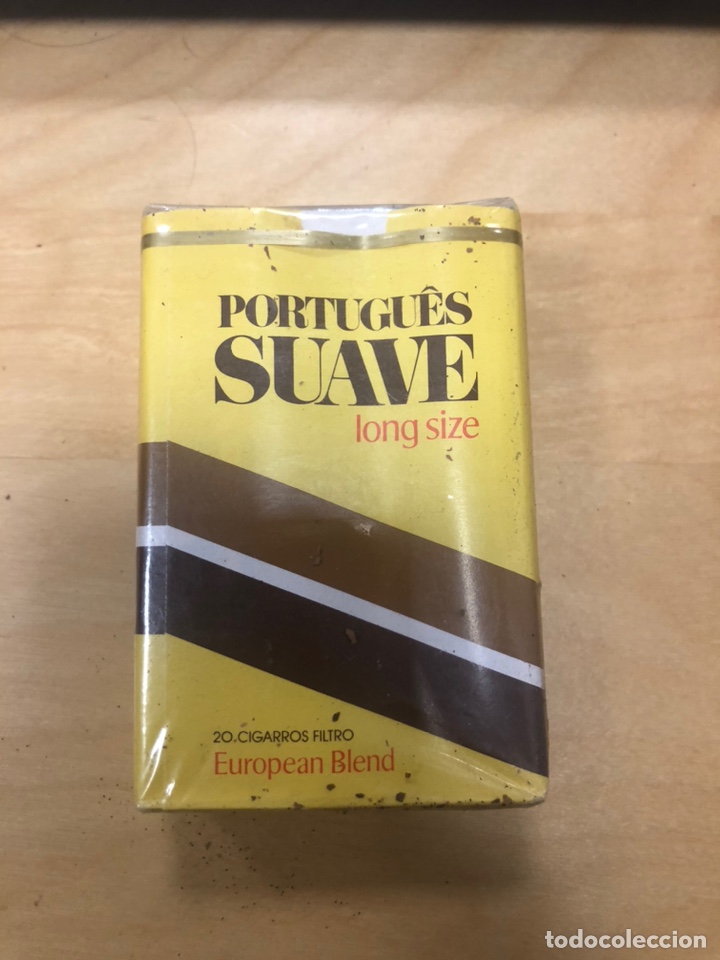 PORTUGUÊS
SUAVE
long size
20 CIGARROS FILTRO
European Blend
todocoleccion